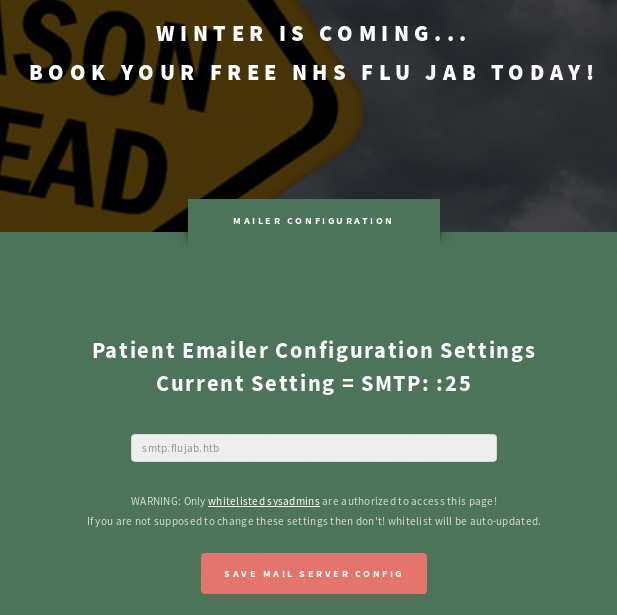 WINTER IS COMING...
BOOK YOUR FREE NHS FLU JAB TODAY!
ASON
EAD
MAILER CONFIGURATION
Patient Emailer Configuration Settings
Current Setting = SMTP: :25
smtp.flujab.htb
WARNING: Only whitelisted sysadmins are authorized to access this page!
If you are not supposed to change these settings then don't! whitelist will be auto-updated.
SAVE MAIL SERVER CONFIG